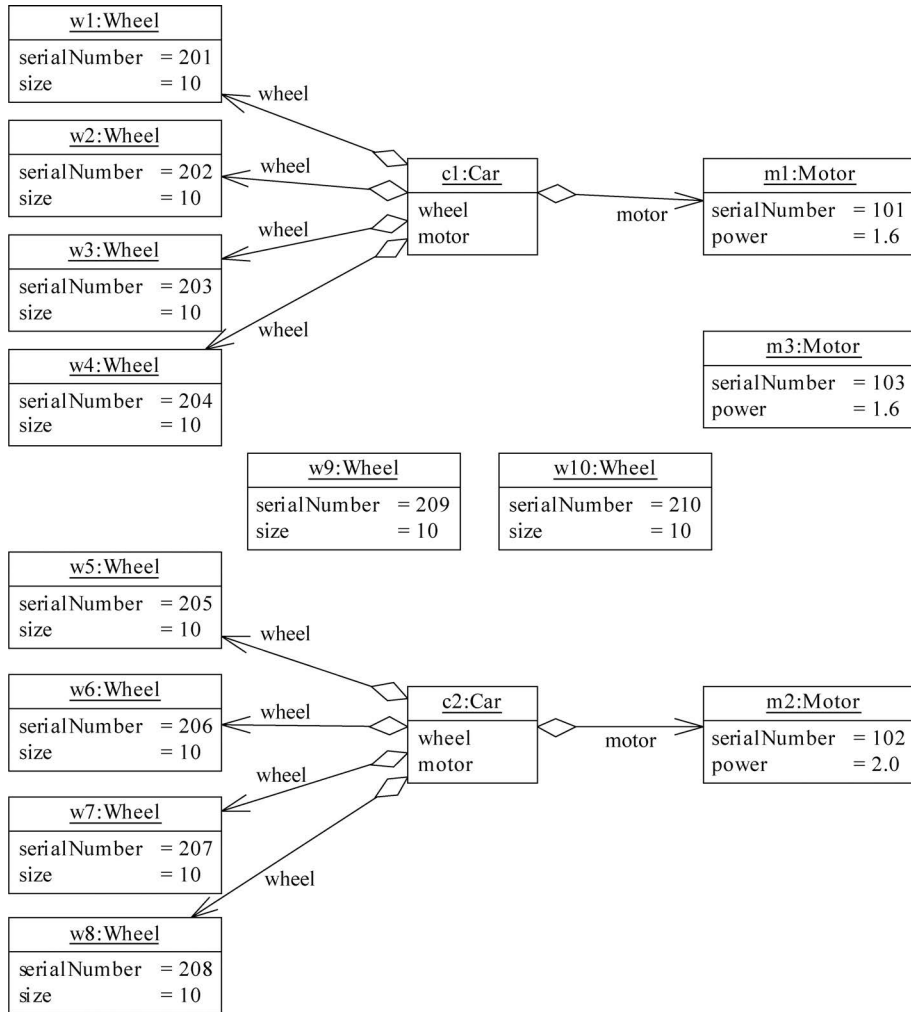 w1:Wheel
serialNumber = 201
size = 10
wheel
w2:Wheel
serialNumber = 202
size = 10
wheel
c1:Car
wheel
motor
motor
m1:Motor
serialNumber = 101
power = 1.6
w3:Wheel
serialNumber = 203
size = 10
wheel
wheel
w4:Wheel
serialNumber = 204
size = 10
m3:Motor
serialNumber = 103
power = 1.6
w9:Wheel
serialNumber = 209
size = 10
w10:Wheel
serialNumber = 210
size = 10
w5:Wheel
serialNumber = 205
size = 10
wheel
w6:Wheel
serialNumber = 206
size = 10
wheel
c2:Car
wheel
motor
motor
m2:Motor
serialNumber = 102
power = 2.0
w7:Wheel
serialNumber = 207
size = 10
wheel
wheel
w8:Wheel
serialNumber = 208
size = 10